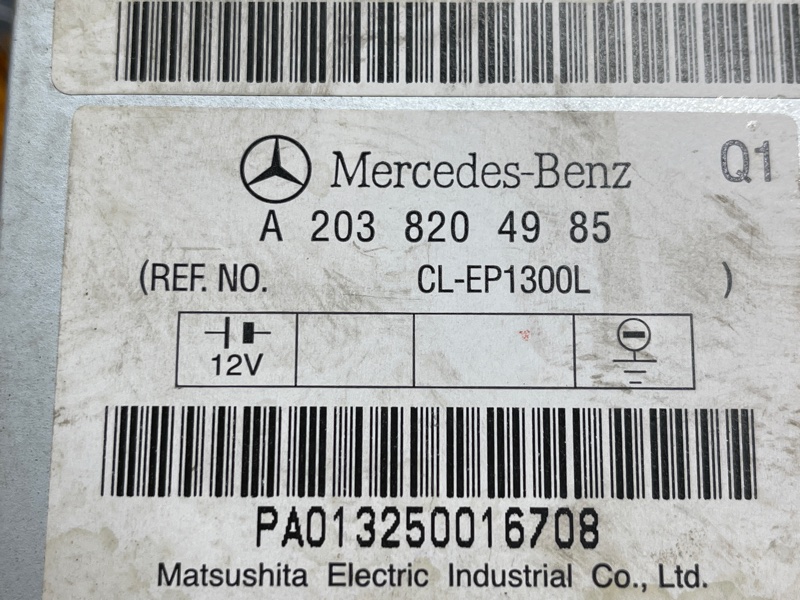 Mercedes-Benz
Q1
A 203 820 49 85
(REF. NO. CL-EP1300L )
12V
PA013250016708
Matsushita Electric Industrial Co., Ltd.